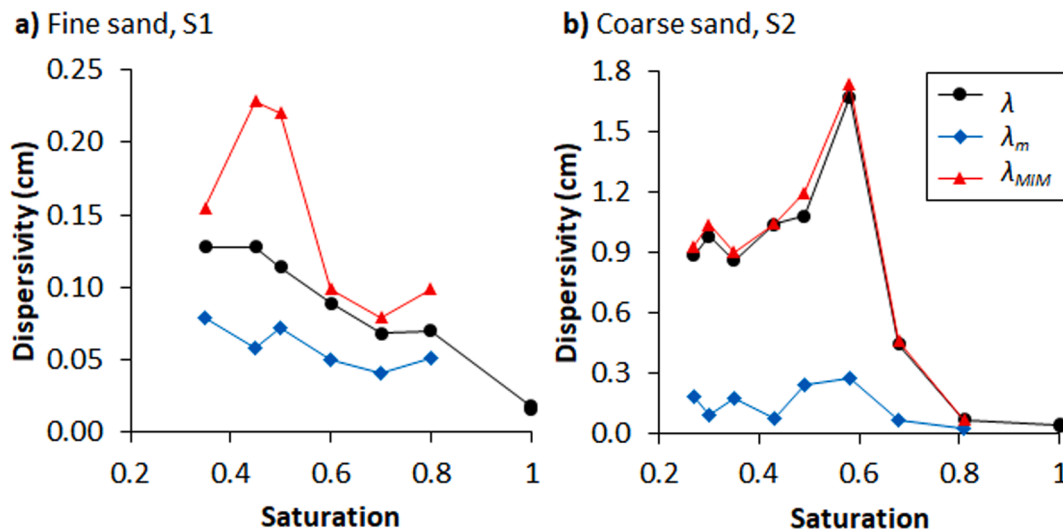 a) Fine sand, S1
0.25
0.20
0.15
0.10
0.05
0.00
Dispersivity (cm)
0.2 0.4 0.6 0.8 1
Saturation
b) Coarse sand, S2
1.8
1.5
1.2
0.9
0.6
0.3
0.0
Dispersivity (cm)
0.2 0.4 0.6 0.8 1
Saturation
λ
λm
λMIM